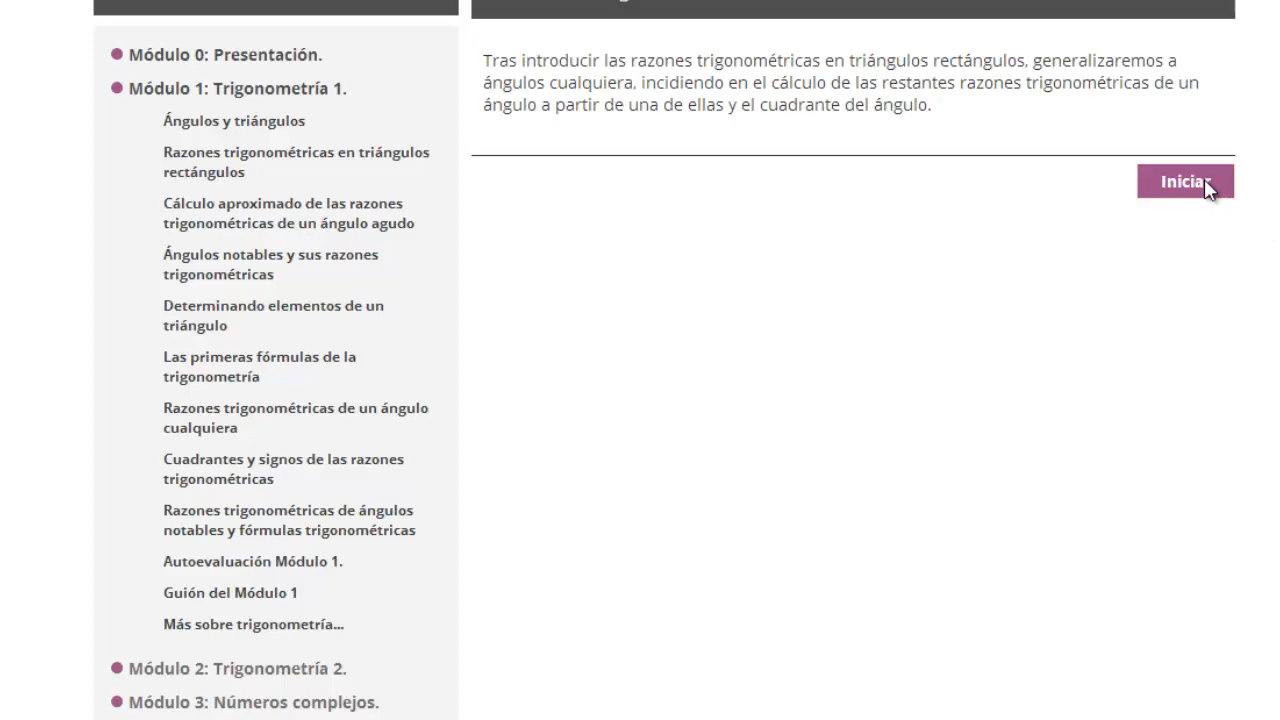 Módulo 0: Presentación.
Módulo 1: Trigonometría 1.
Ángulos y triángulos
Razones trigonométricas en triángulos
rectángulos
Cálculo aproximado de las razones
trigonométricas de un ángulo agudo
Ángulos notables y sus razones
trigonométricas
Determinando elementos de un
triángulo
Las primeras fórmulas de la
trigonometría
Razones trigonométricas de un ángulo
cualquiera
Cuadrantes y signos de las razones
trigonométricas
Razones trigonométricas de ángulos
notables y fórmulas trigonométricas
Autoevaluación Módulo 1.
Guión del Módulo 1
Más sobre trigonometría...
Módulo 2: Trigonometría 2.
Módulo 3: Números complejos.
Tras introducir las razones trigonométricas en triángulos rectángulos, generalizaremos a
ángulos cualquiera, incidiendo en el cálculo de las restantes razones trigonométricas de un
ángulo a partir de una de ellas y el cuadrante del ángulo.
Iniciar